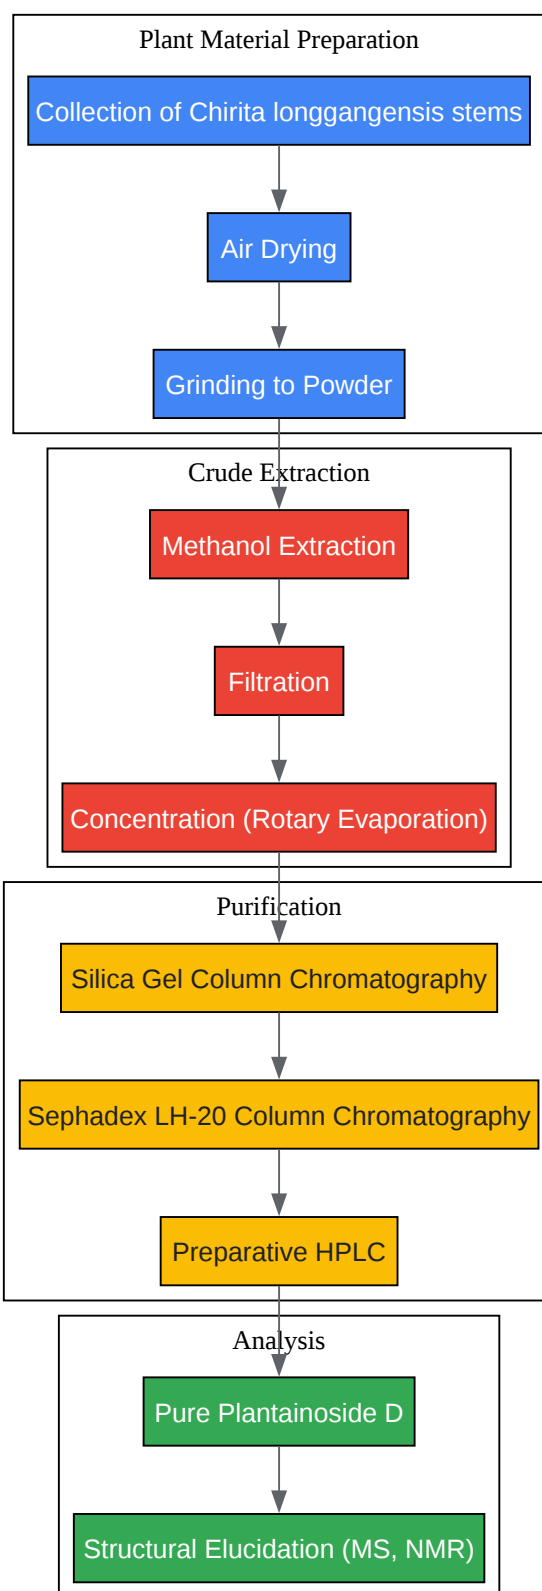 Plant Material Preparation
Collection of Chirita longgangensis stems
Air Drying
Grinding to Powder
Crude Extraction
Methanol Extraction
Filtration
Concentration (Rotary Evaporation)
Purification
Silica Gel Column Chromatography
Sephadex LH-20 Column Chromatography
Preparative HPLC
Analysis
Pure Plantainoside D
Structural Elucidation (MS, NMR)